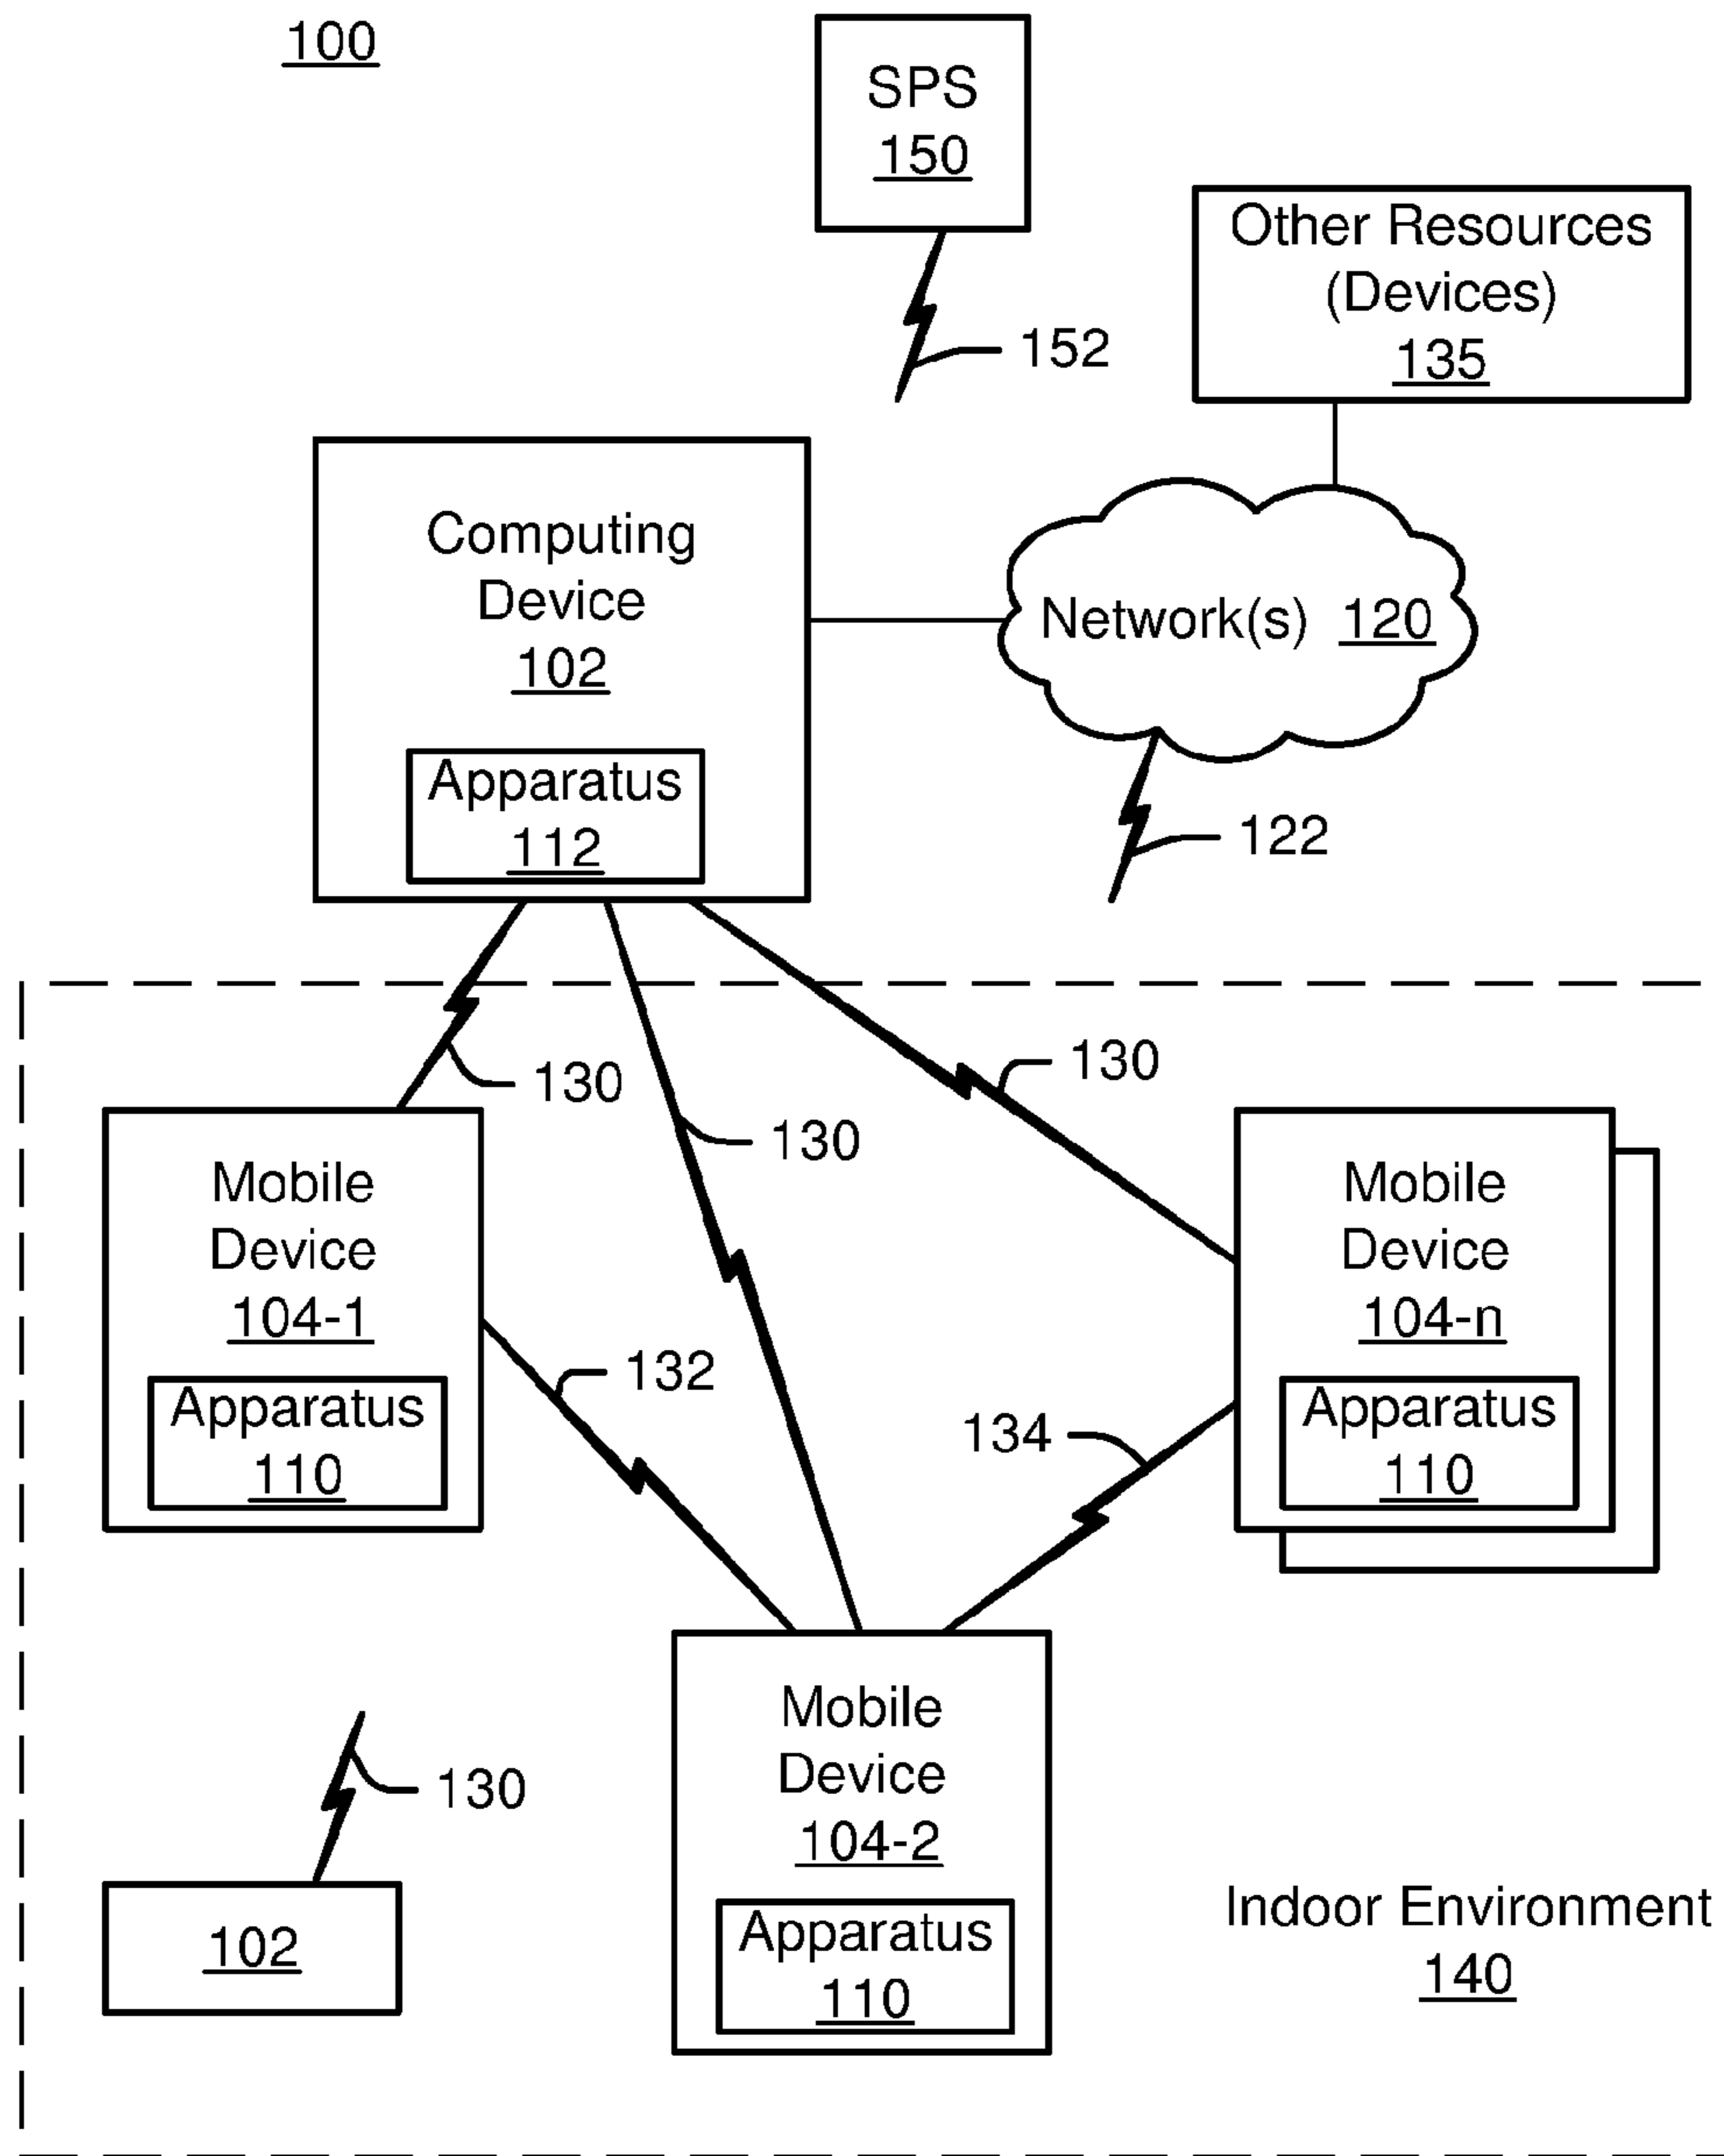 100
SPS
150
152
Other Resources
(Devices)
135
Computing
Device
102
Apparatus
112
Network(s) 120
122
130
130
130
Mobile
Device
104-1
Apparatus
110
132
134
Mobile
Device
104-n
Apparatus
110
Mobile
Device
104-2
Apparatus
110
130
102
Indoor Environment
140